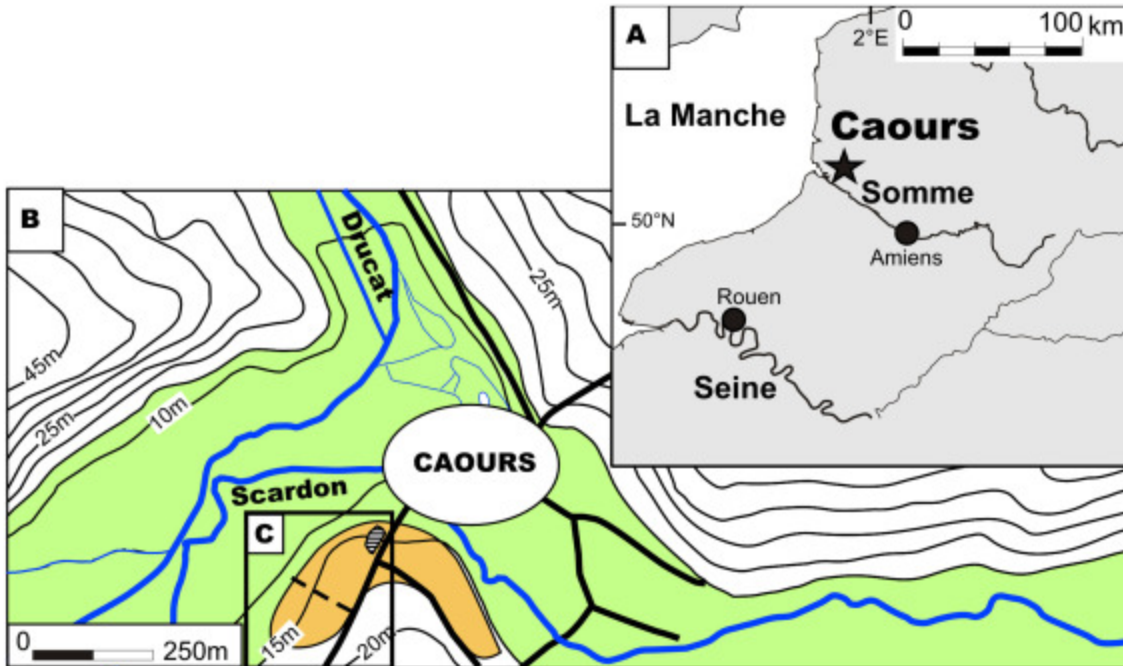 A
2°E
0 100 km
La Manche
Caours
Somme
50°N
Amiens
Rouen
Seine
B
Drucat
25m
45m
25m
10m
CAOURS
Scardon
C
15m
20m
0 250m